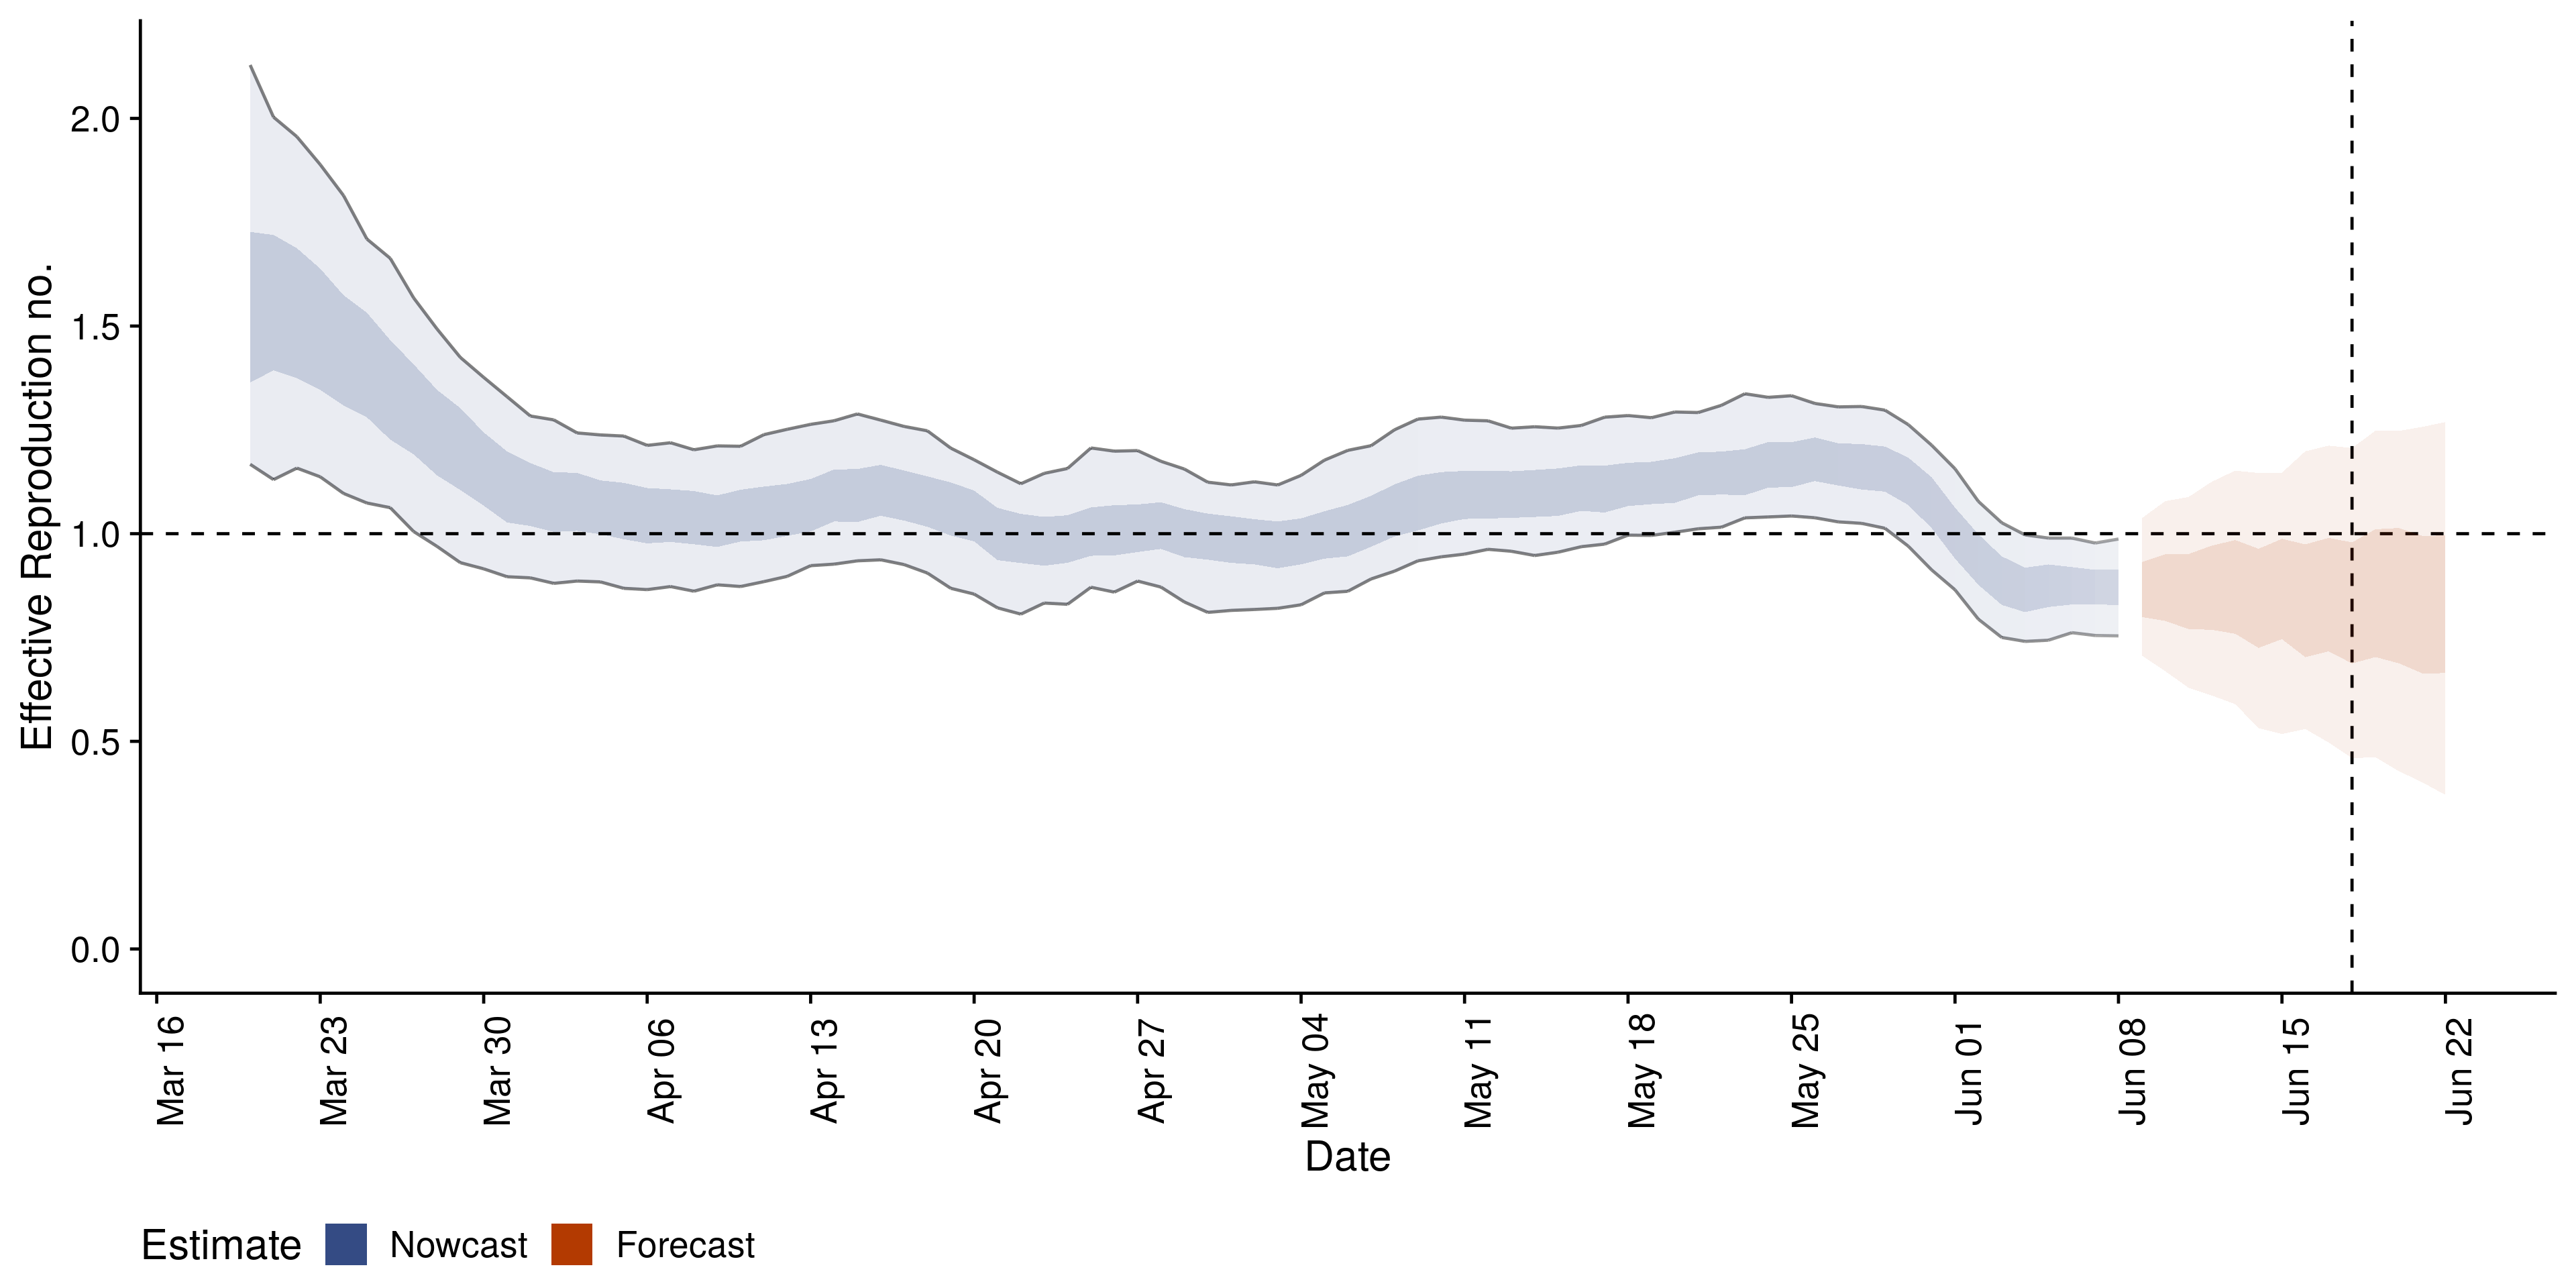 Effective Reproduction no.
2.0
1.5
1.0
0.5
0.0
Mar 16
Mar 23
Mar 30
Apr 06
Apr 13
Apr 20
Apr 27
May 04
May 11
May 18
May 25
Jun 01
Jun 08
Jun 15
Jun 22
Date
Estimate Nowcast Forecast